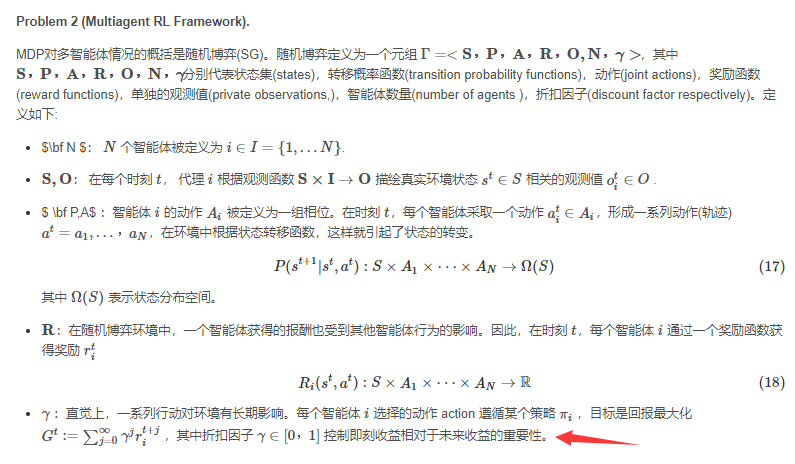 Problem 2 (Multiagent RL Framework).
MDP对多智能体情况的概括是随机博弈(SG)。随机博弈定义为一个元组 Γ =< S，P，A，R，O, N，γ >，其中
S，P，A，R，O，N，γ分别代表状态集(states)，转移概率函数(transition probability functions)，动作(joint actions)，奖励函数
(reward functions)，单独的观测值(private observations,)，智能体数量(number of agents )，折扣因子(discount factor respectively)。定
义如下:
• $\bf N $： N 个智能体被定义为 i ∈ I = {1, … N}.
• S, O： 在每个时刻 t， 代理 i 根据观测函数 S × I → O 描绘真实环境状态 s^t ∈ S 相关的观测值 o_i^t ∈ O .
• $ \bf P,A$：智能体 i 的动作 A_i 被定义为一组相位。在时刻 t，每个智能体采取一个动作 a_i^t ∈ A_i，形成一系列动作(轨迹)
a^t = a_1, … ，a_N，在环境中根据状态转移函数，这样就引起了状态的转变。
P(s^{t+1}|s^t, a^t) : S × A_1 × ⋯ × A_N → Ω(S) (17)
其中 Ω(S) 表示状态分布空间。
• R：在随机博弈环境中，一个智能体获得的报酬也受到其他智能体行为的影响。因此，在时刻 t，每个智能体 i 通过一个奖励函数获
得奖励 r_i^t
R_i(s^t, a^t) : S × A_1 × ⋯ × A_N → ℝ (18)
• γ：直觉上，一系列行动对环境有长期影响。每个智能体 i 选择的动作 action 遵循某个策略 π_i ，目标是回报最大化
G^t := ∑_{j=0}^∞ γ^j r_i^{t+j}，其中折扣因子 γ ∈ [0，1] 控制即刻收益相对于未来收益的重要性。